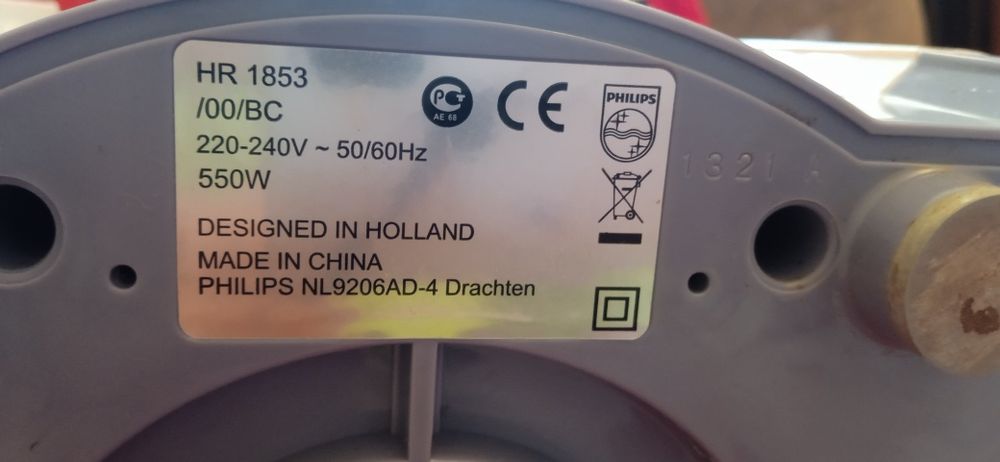 HR 1853
/00/BC
220-240V ~ 50/60Hz
550W
DESIGNED IN HOLLAND
MADE IN CHINA
PHILIPS NL9206AD-4 Drachten
РСТ
AE 68
CE
PHILIPS
1321 A